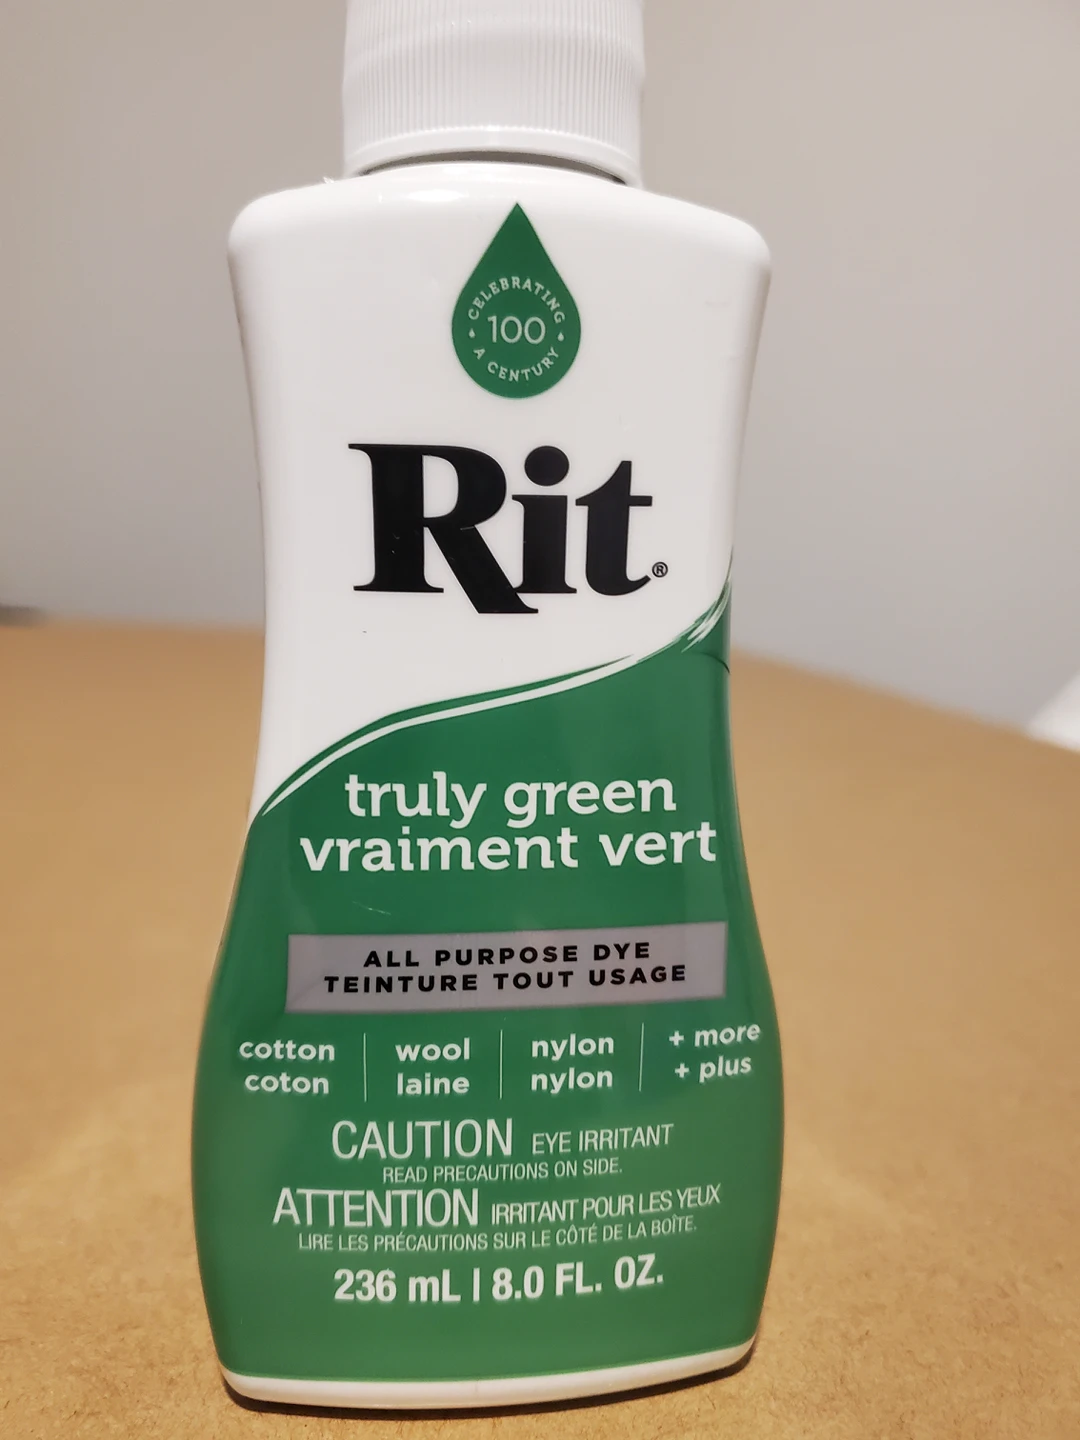 CELEBRATING
100
A CENTURY
Rit®
truly green
vraiment vert
ALL PURPOSE DYE
TEINTURE TOUT USAGE
cotton wool nylon + more
coton laine nylon + plus
CAUTION EYE IRRITANT
READ PRECAUTIONS ON SIDE.
ATTENTION IRRITANT POUR LES YEUX
LIRE LES PRÉCAUTIONS SUR LE CÔTÉ DE LA BOÎTE.
236 mL | 8.0 FL. OZ.